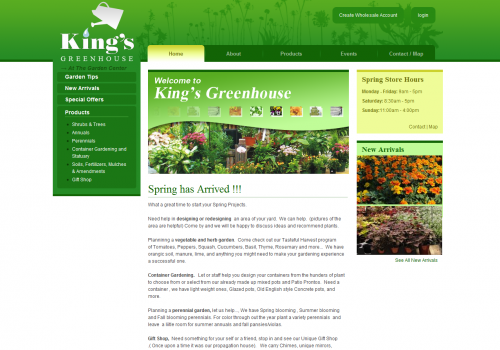 Create Wholesale Account
login
King's
GREENHOUSE
At The Garden Center
Home
About
Products
Events
Contact / Map
Garden Tips
New Arrivals
Special Offers
Products
Shrubs & Trees
Annuals
Perennials
Container Gardening and
Statuary
Soils, Fertilizers, Mulches
& Amendments
Gift Shop
Welcome to
King's Greenhouse
Spring has Arrived !!!
What a great time to start your Spring Projects.
Need help in designing or redesigning an area of your yard. We can help. (pictures of the
area are helpful) Come by and we will be happy to discuss ideas and recommend plants.
Planning a vegetable and herb garden. Come check out our Tasteful Harvest program
of Tomatoes, Peppers, Squash, Cucumbers, Basil, Thyme, Rosemary and more... We have
orangic soil, manure, lime, and anything you might need to make your gardening experience
a successful one.
Container Gardening. Let or staff help you design your containers from the hunders of plant
to choose from or select from our already made up mixed pots and Patio Prontos. Need a
container , we have light weight ones, Glazed pots, Old English style Concrete pots, and
more.
Planning a perennial garden, let us help.... We have Spring blooming , Summer blooming
and Fall blooming perennials. For color through out the year plant a variety perennials and
leave a little room for summer annuals and fall pansies/violas.
Gift Shop, Need something for your self or a friend, stop in and see our Unique Gift Shop
.( Once upon a time it was our propagation house). We carry Chimes, unique mirrors,
Spring Store Hours
Monday - Friday: 8am - 5pm
Saturday: 8:30am - 5pm
Sunday:11:00am - 4:00pm
Contact | Map
New Arrivals
See All New Arrivals